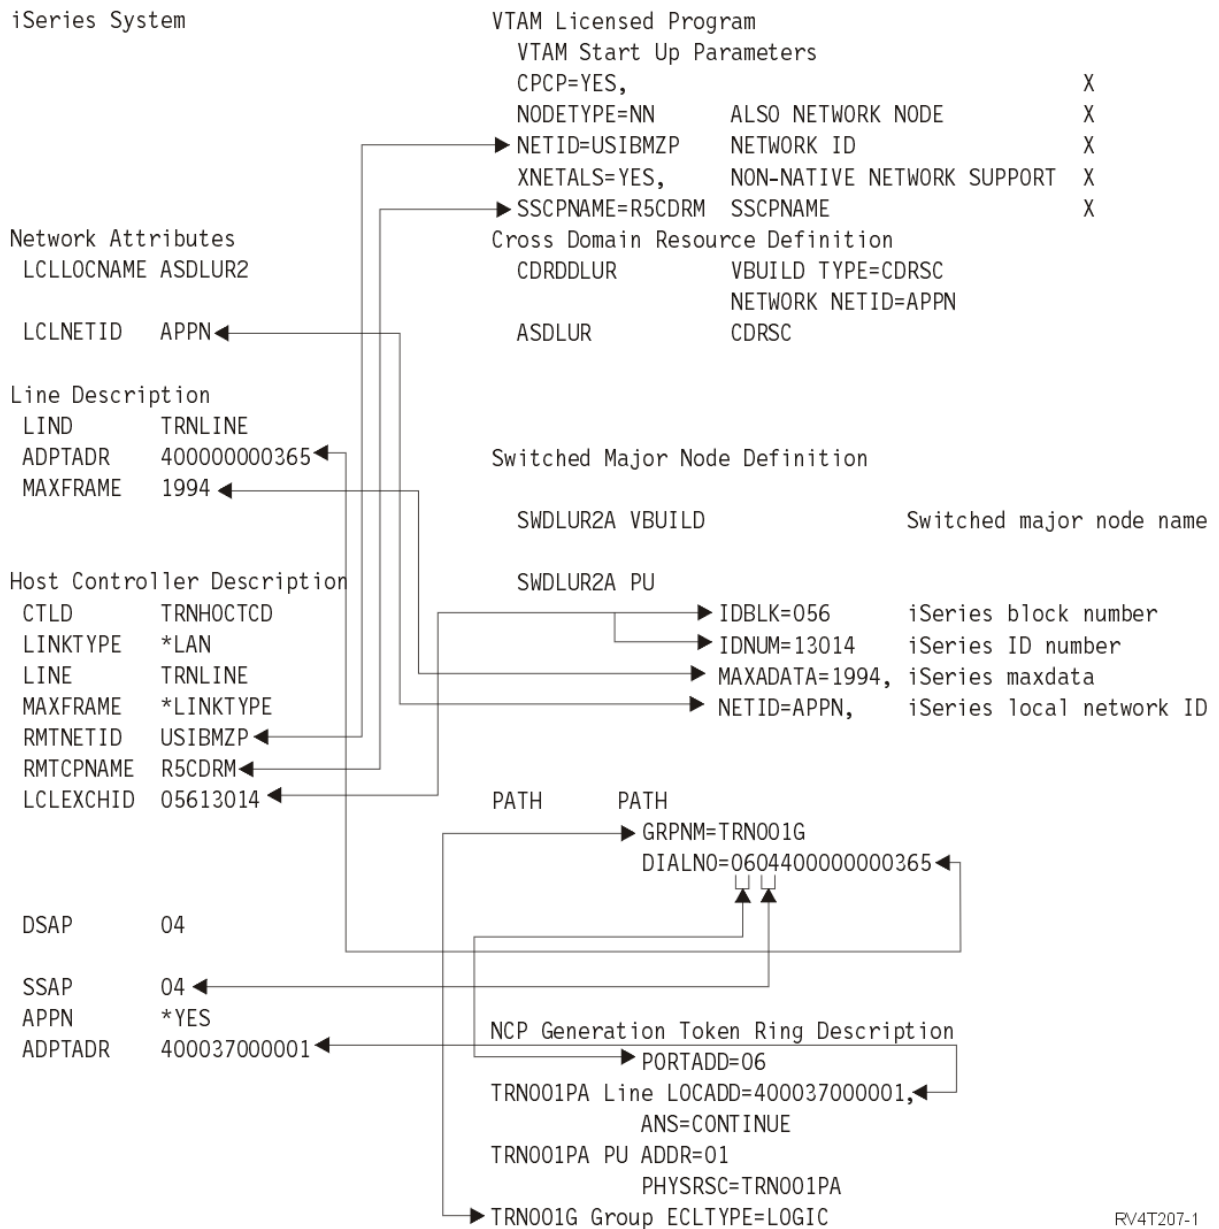 iSeries System VTAM Licensed Program
VTAM Start Up Parameters
CPCP=YES, X
NODETYPE=NN ALSO NETWORK NODE X
NETID=USIBMZP NETWORK ID X
XNETALS=YES, NON-NATIVE NETWORK SUPPORT X
SSCPNAME=R5CDRM SSCPNAME X
Network Attributes Cross Domain Resource Definition
LCLLOCNAME ASDLUR2 CDRDDLUR VBUILD TYPE=CDRSC
NETWORK NETID=APPN
LCLNETID APPN ASDLUR CDRSC
Line Description
LIND TRNLINE
ADPTADR 400000000365 Switched Major Node Definition
MAXFRAME 1994
SWDLUR2A VBUILD Switched major node name
Host Controller Description SWDLUR2A PU
CTLD TRNHOCTCD IDBLK=056 iSeries block number
LINKTYPE *LAN IDNUM=13014 iSeries ID number
LINE TRNLINE MAXADATA=1994, iSeries maxdata
MAXFRAME *LINKTYPE NETID=APPN, iSeries local network ID
RMTNETID USIBMZP
RMTCPNAME R5CDRM
LCLEXCHID 05613014 PATH PATH
GRPNM=TRN001G
DIALNO=0604400000000365
DSAP 04
SSAP 04
APPN *YES NCP Generation Token Ring Description
ADPTADR 400037000001 PORTADD=06
TRN001PA Line LOCADD=400037000001,
ANS=CONTINUE
TRN001PA PU ADDR=01
PHYSRSC=TRN001PA
TRN001G Group ECLTYPE=LOGIC
RV4T207-1